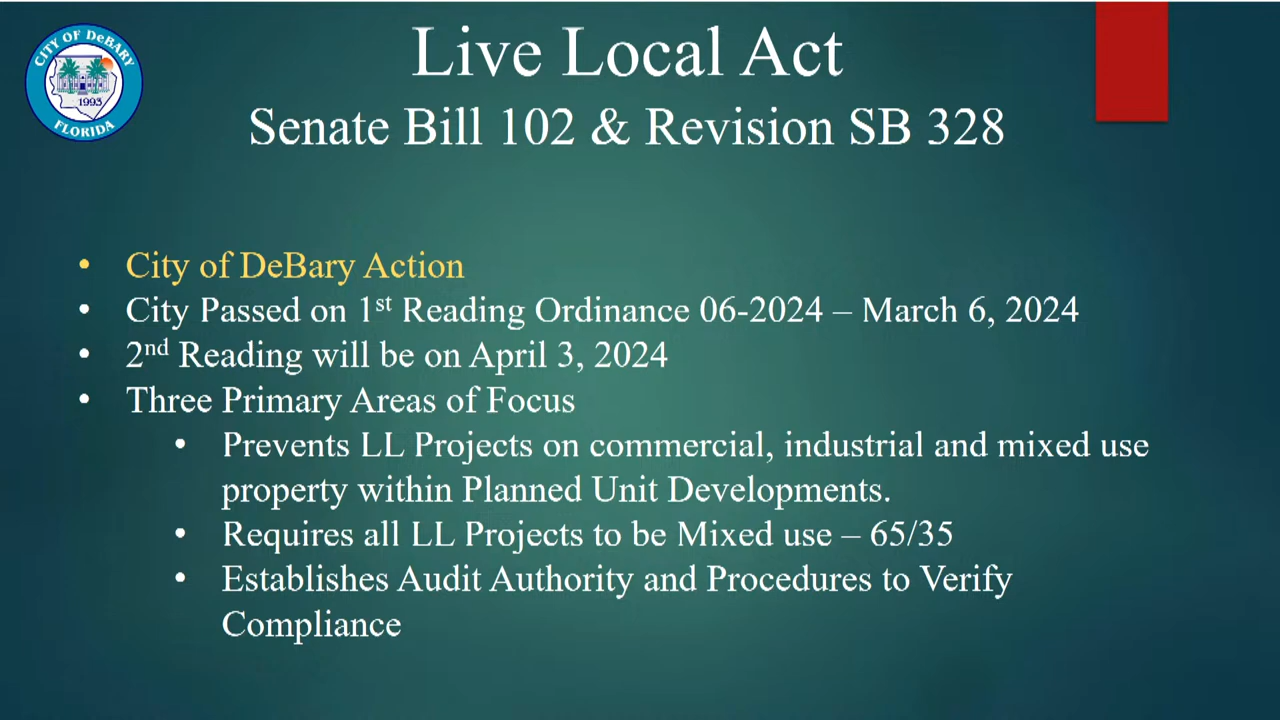 CITY OF DeBARY
1993
FLORIDA
Live Local Act
Senate Bill 102 & Revision SB 328
• City of DeBary Action
• City Passed on 1st Reading Ordinance 06-2024 – March 6, 2024
• 2nd Reading will be on April 3, 2024
• Three Primary Areas of Focus
• Prevents LL Projects on commercial, industrial and mixed use
property within Planned Unit Developments.
• Requires all LL Projects to be Mixed use – 65/35
• Establishes Audit Authority and Procedures to Verify
Compliance